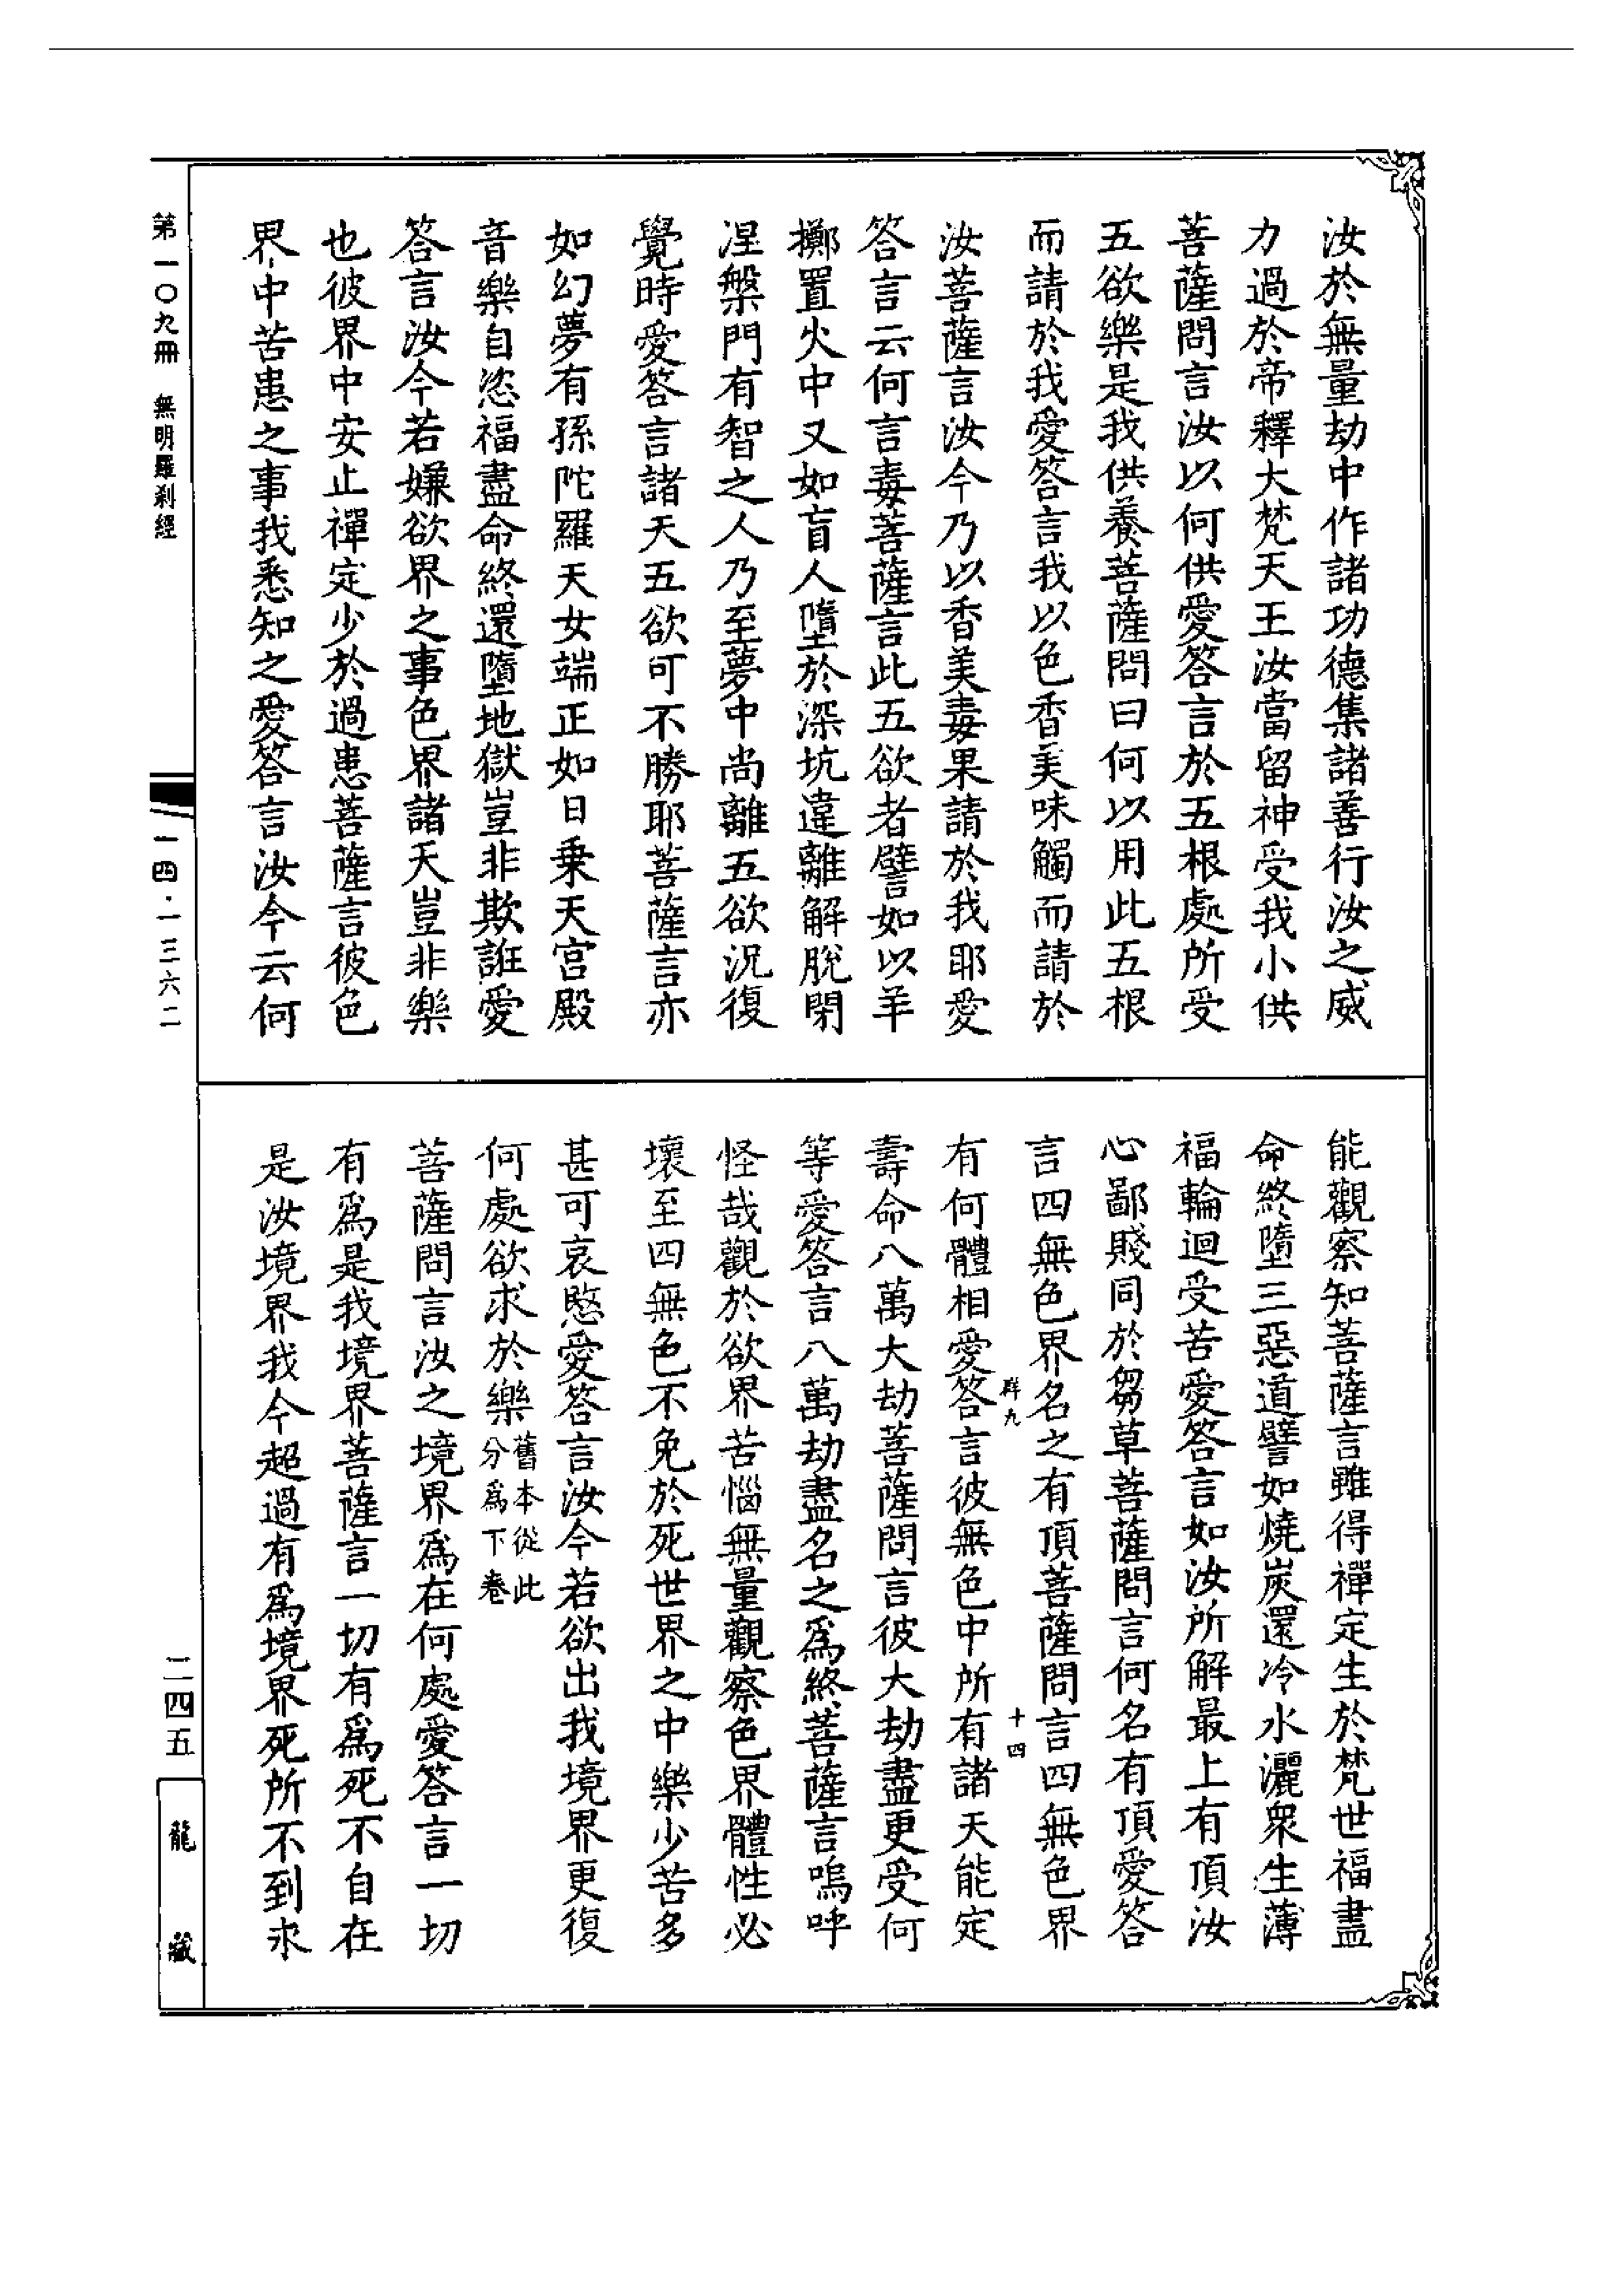 汝於無量劫中作諸功德集諸善行汝之威
力過於帝釋大梵天王汝當留神受我小供
菩薩問言汝以何供愛答言於五根處所受
五欲樂是我供養菩薩問曰何以用此五根
而請於我愛答言我以色香美味觸而請於
汝菩薩言汝今乃以香美毒果請於我耶愛
答言云何言毒菩薩言此五欲者譬如以羊
擲置火中又如盲人墮於深坑違離解脫閉
涅槃門有智之人乃至夢中尚離五欲況復
覺時愛答言諸天五欲可不勝耶菩薩言亦
如幻夢有孫陀羅天女端正如日乗天宮殿
音樂自恣福盡命終還墮地獄豈非欺誑愛
答言汝今若嫌欲界之事色界諸天豈非樂
也彼界中安止禪定少於過患菩薩言彼色
界中苦患之事我悉知之愛答言汝今云何
能觀察知菩薩言雖得禪定生於梵世福盡
命終墮三惡道譬如燒炭還冷水灑衆生薄
福輪迴受苦愛答言如汝所解最上有頂汝
心鄙賤同於芻草菩薩問言何名有頂愛答
言四無色界名之有頂菩薩問言四無色界
群九
十四
有何體相愛答言彼無色中所有諸天能定
壽命八萬大劫菩薩問言彼大劫盡更受何
等愛答言八萬劫盡名之爲終菩薩言嗚呼
怪哉觀於欲界苦惱無量觀察色界體性必
壞至四無色不免於死世界之中樂少苦多
甚可哀愍愛答言汝今若欲出我境界更復
何處欲求於樂
舊本從此
分爲下卷
菩薩問言汝之境界爲在何處愛答言一切
有爲是我境界菩薩言一切有爲死不自在
是汝境界我今超過有爲境界死所不到永
第一〇九冊 無明羅刹經
一四·一三六二
二四五
龍藏